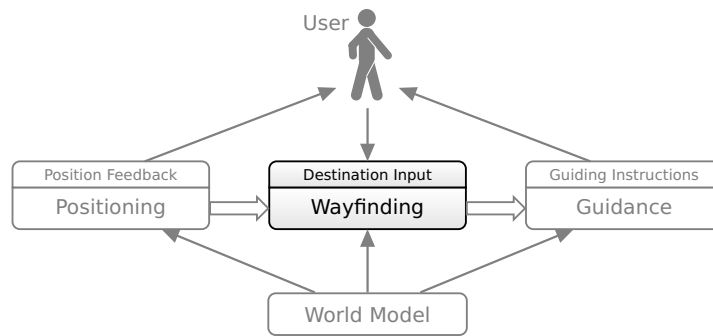 User
Position Feedback
Positioning
Destination Input
Wayfinding
Guiding Instructions
Guidance
World Model